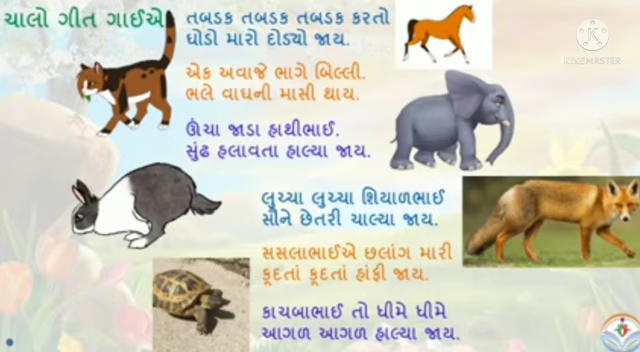 ચાલો ગીત ગાઈએ
તબડક તબડક તબડક કરતો
ઘોડો મારો દોડ્યો જાય.
એક અવાજે ભાગે બિલ્લી.
ભલે વાઘની માસી થાય.
ઊંચા જાડા હાથીભાઈ.
સુંઢ હલાવતા હાલ્યા જાય.
લુચ્ચા લુચ્ચા શિયાળભાઈ
સૌને છેતરી ચાલ્યા જાય.
સસલાભાઈએ છલાંગ મારી
કૂદતાં કૂદતાં હાંફી જાય.
કાચબાભાઈ તો ધીમે ધીમે
આગળ આગળ હાલ્યા જાય.
K
KINEMASTER